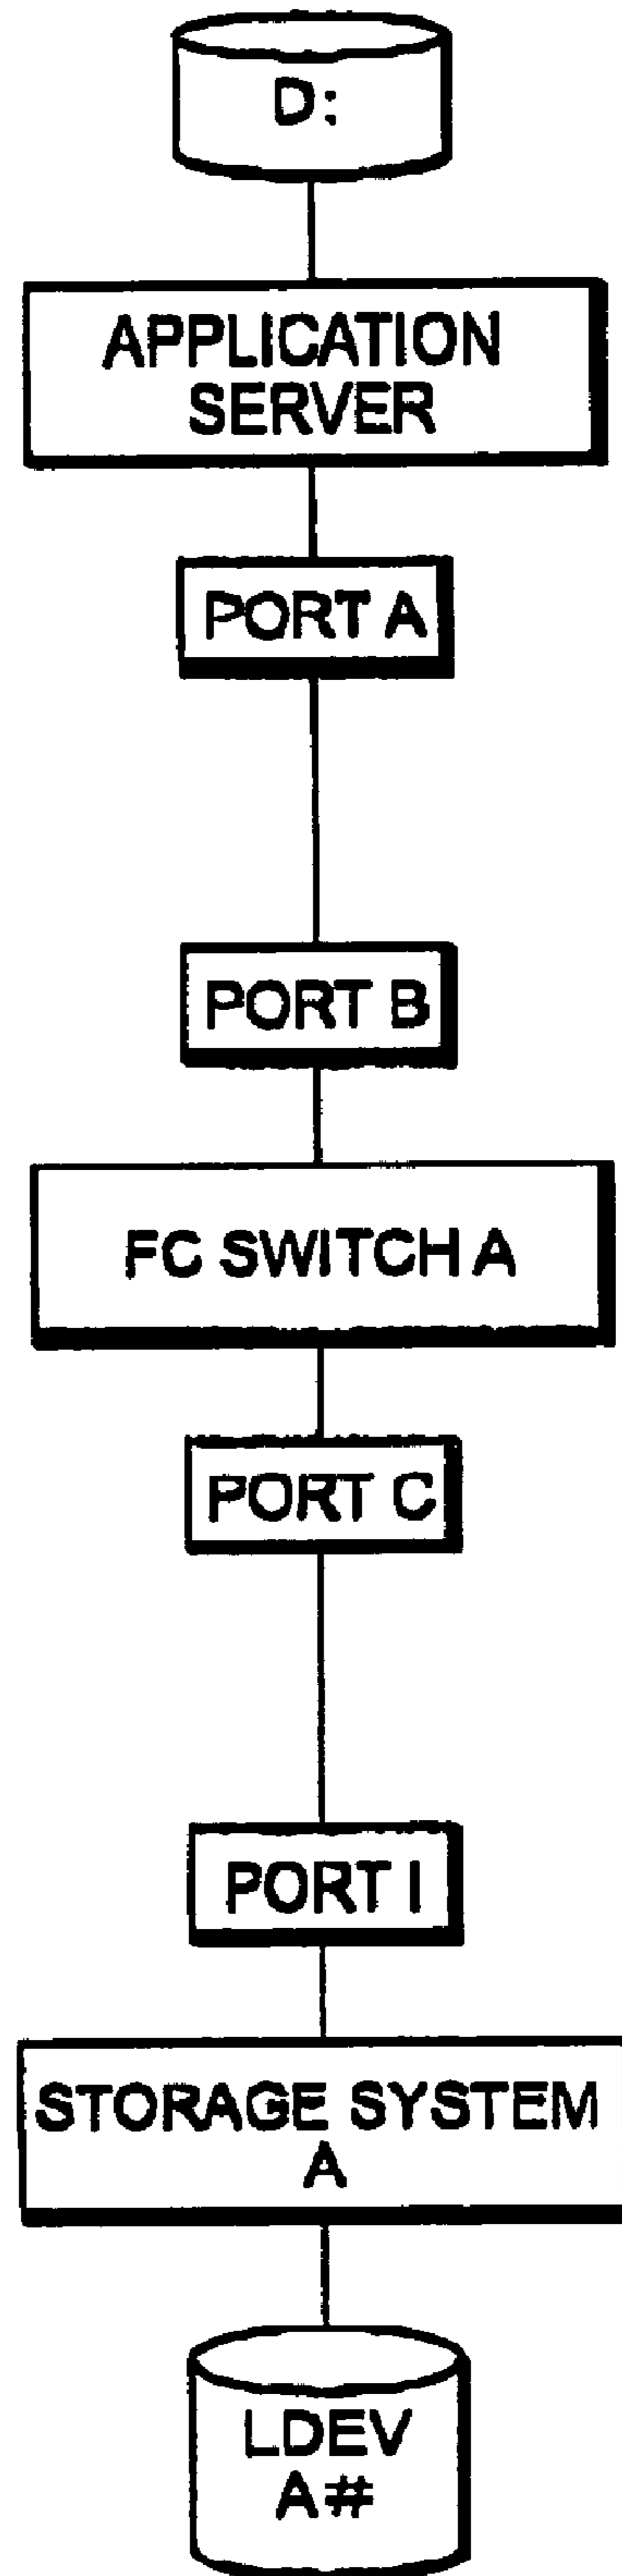 D:
APPLICATION
SERVER
PORT A
PORT B
FC SWITCH A
PORT C
PORT I
STORAGE SYSTEM
A
LDEV
A#